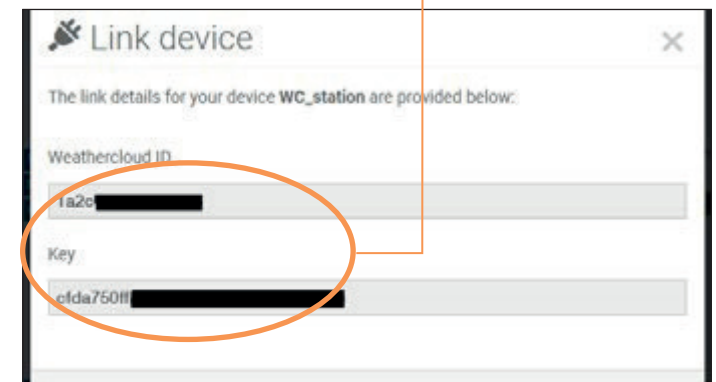 Link device
The link details for your device WC_station are provided below:
Weathercloud ID
1a2c
Key
cfda750ff